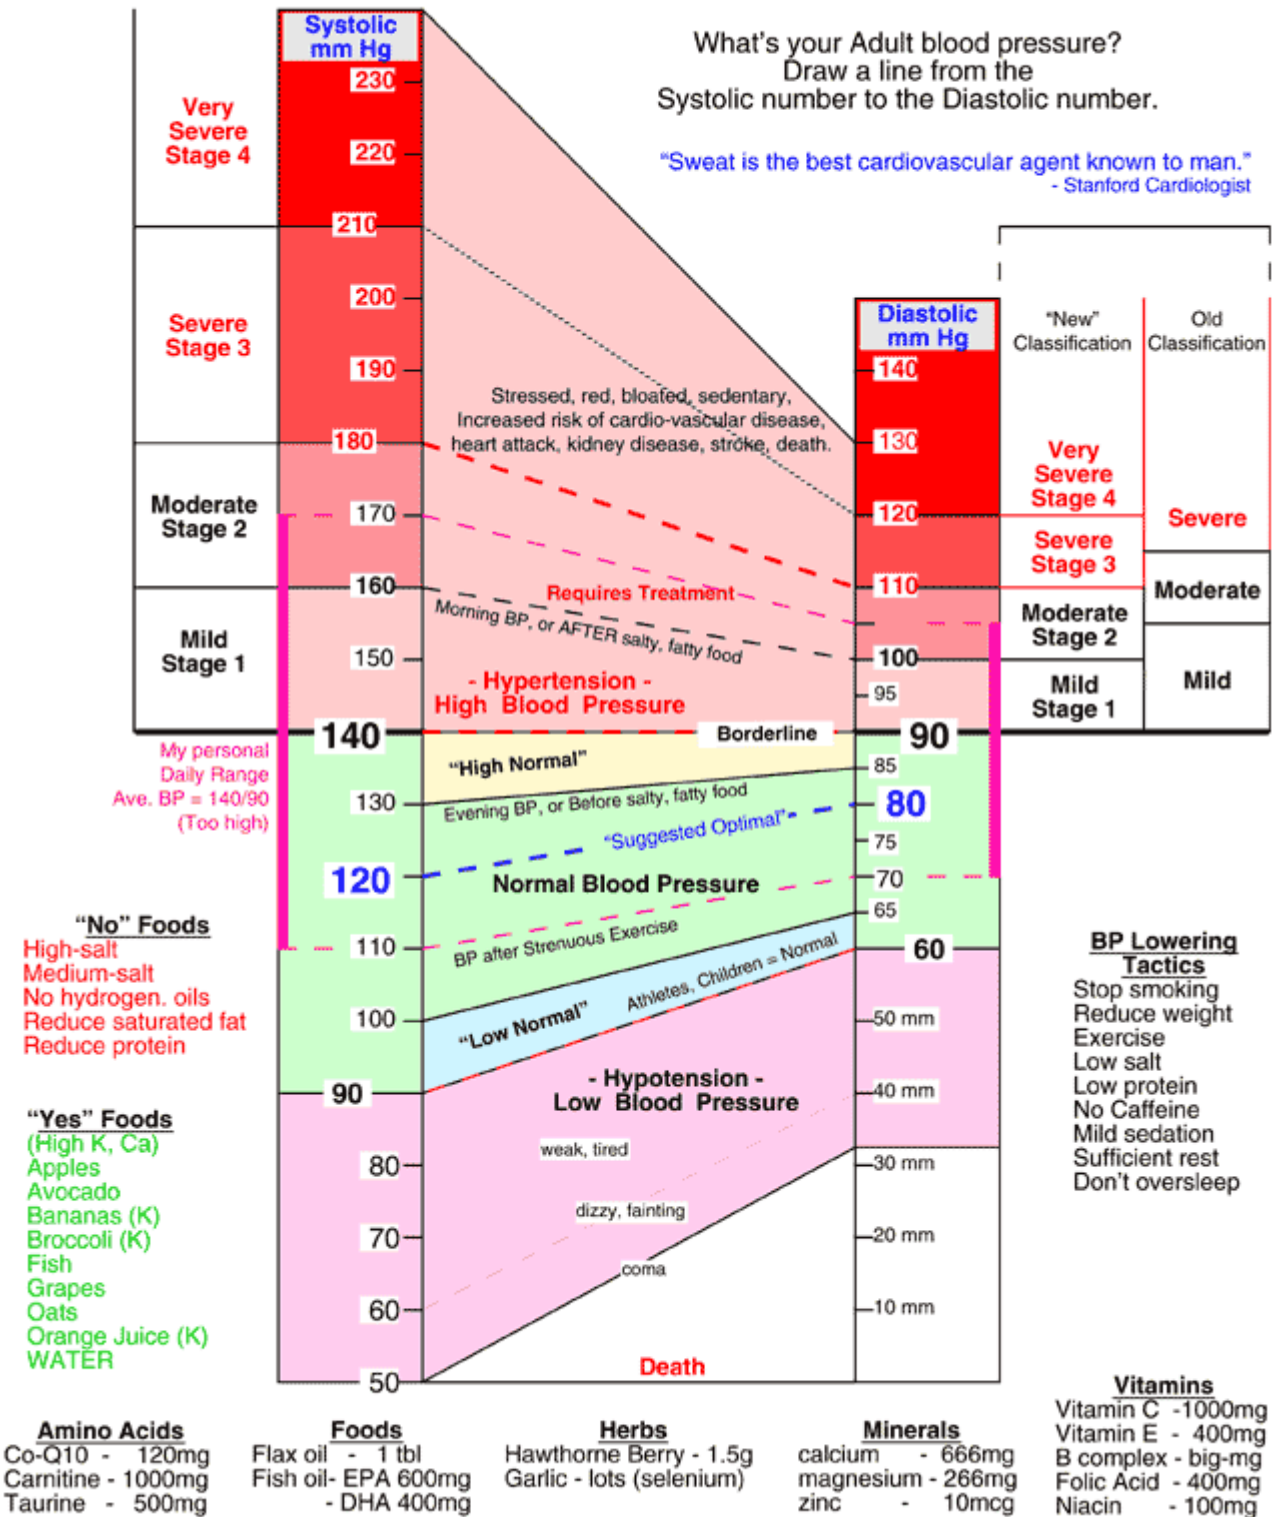 What's your Adult blood pressure?
Draw a line from the
Systolic number to the Diastolic number.
“Sweat is the best cardiovascular agent known to man.”
- Stanford Cardiologist
Very
Severe
Stage 4
Severe
Stage 3
Moderate
Stage 2
Mild
Stage 1
Systolic
mm Hg
230
220
210
200
190
180
170
160
150
140
130
120
110
100
90
80
70
60
50
Stressed, red, bloated, sedentary,
Increased risk of cardio-vascular disease,
heart attack, kidney disease, stroke, death.
Requires Treatment
Morning BP, or AFTER salty, fatty food
- Hypertension -
High Blood Pressure
Borderline
“High Normal”
Evening BP, or Before salty, fatty food
“Suggested Optimal”
Normal Blood Pressure
BP after Strenuous Exercise
“Low Normal”
Athletes, Children = Normal
- Hypotension -
Low Blood Pressure
weak, tired
dizzy, fainting
coma
Death
Diastolic
mm Hg
140
130
120
110
100
95
90
85
80
75
70
65
60
50 mm
40 mm
30 mm
20 mm
10 mm
“New”
Classification
Very
Severe
Stage 4
Severe
Stage 3
Moderate
Stage 2
Mild
Stage 1
Old
Classification
Severe
Moderate
Mild
My personal
Daily Range
Ave. BP = 140/90
(Too high)
“No” Foods
High-salt
Medium-salt
No hydrogen. oils
Reduce saturated fat
Reduce protein
“Yes” Foods
(High K, Ca)
Apples
Avocado
Bananas (K)
Broccoli (K)
Fish
Grapes
Oats
Orange Juice (K)
WATER
BP Lowering
Tactics
Stop smoking
Reduce weight
Exercise
Low salt
Low protein
No Caffeine
Mild sedation
Sufficient rest
Don't oversleep
Amino Acids
Co-Q10 - 120mg
Carnitine - 1000mg
Taurine - 500mg
Foods
Flax oil - 1 tbl
Fish oil- EPA 600mg
- DHA 400mg
Herbs
Hawthorne Berry - 1.5g
Garlic - lots (selenium)
Minerals
calcium - 666mg
magnesium - 266mg
zinc - 10mcg
Vitamins
Vitamin C -1000mg
Vitamin E - 400mg
B complex - big-mg
Folic Acid - 400mg
Niacin - 100mg